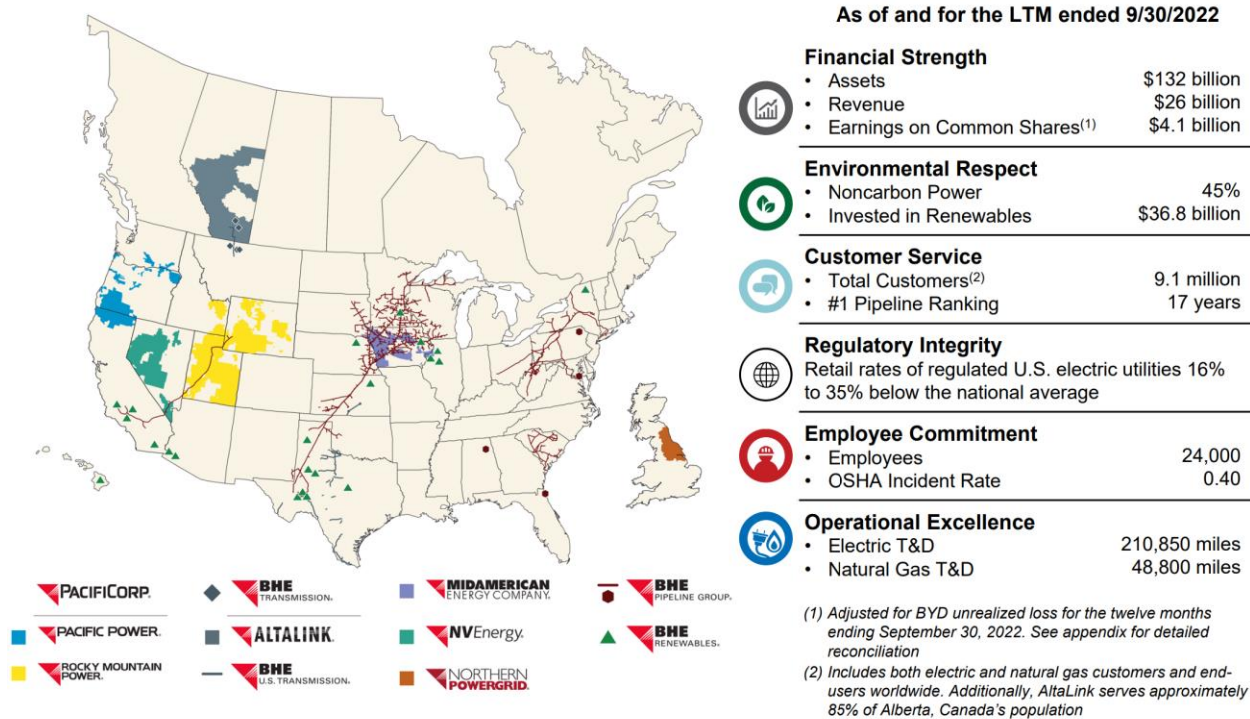 As of and for the LTM ended 9/30/2022
Financial Strength
• Assets $132 billion
• Revenue $26 billion
• Earnings on Common Shares(1) $4.1 billion
Environmental Respect
• Noncarbon Power 45%
• Invested in Renewables $36.8 billion
Customer Service
• Total Customers(2) 9.1 million
• #1 Pipeline Ranking 17 years
Regulatory Integrity
Retail rates of regulated U.S. electric utilities 16%
to 35% below the national average
Employee Commitment
• Employees 24,000
• OSHA Incident Rate 0.40
Operational Excellence
• Electric T&D 210,850 miles
• Natural Gas T&D 48,800 miles
(1) Adjusted for BYD unrealized loss for the twelve months
ending September 30, 2022. See appendix for detailed
reconciliation
(2) Includes both electric and natural gas customers and end-
users worldwide. Additionally, AltaLink serves approximately
85% of Alberta, Canada's population
PACIFICORP.
PACIFIC POWER.
ROCKY MOUNTAIN
POWER.
BHE
TRANSMISSION.
ALTALINK.
BHE
U.S. TRANSMISSION.
MIDAMERICAN
ENERGY COMPANY.
NVEnergy.
NORTHERN
POWERGRID.
BHE
PIPELINE GROUP.
BHE
RENEWABLES.